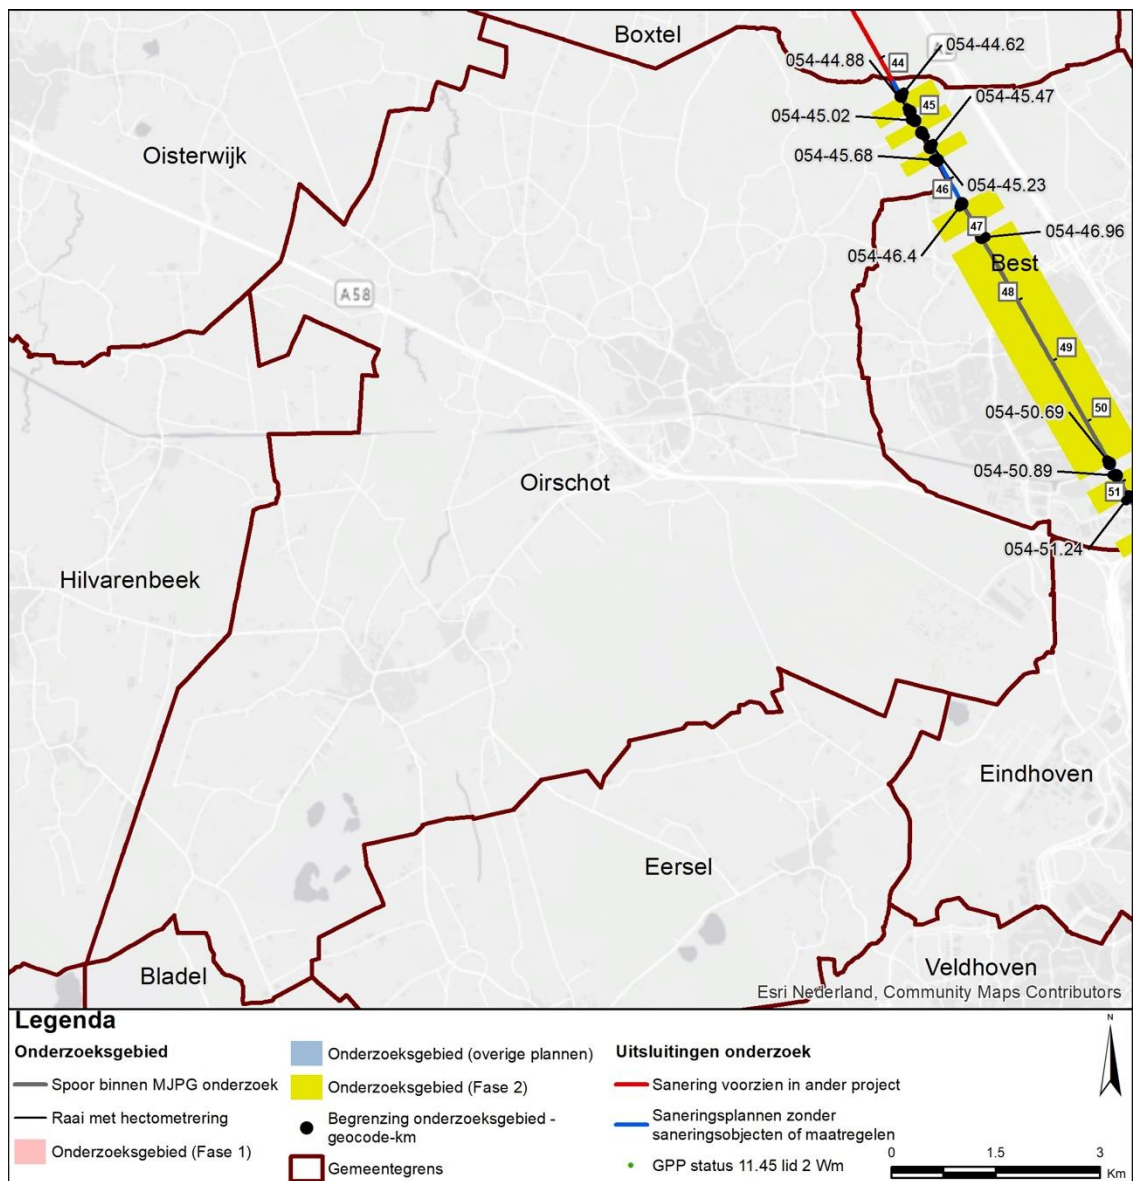 Boxtel
054-44.62
A
44
054-44.88
054-45.47
45
054-45.02
Oisterwijk
054-45.68
054-45.23
46
47
054-46.96
054-46.4
Best
A58
48
49
50
054-50.69
054-50.89
Oirschot
51
054-51.24
Hilvarenbeek
Eindhoven
Eersel
Veldhoven
Bladel
Esri Nederland, Community Maps Contributors
Legenda
Onderzoeksgebied
Spoor binnen MJPG onderzoek
Raai met hectometrering
Onderzoeksgebied (Fase 1)
Onderzoeksgebied (overige plannen)
Onderzoeksgebied (Fase 2)
Begrenzing onderzoeksgebied -
geocode-km
Gemeentegrens
Uitsluitingen onderzoek
Sanering voorzien in ander project
Saneringsplannen zonder
saneringsobjecten of maatregelen
GPP status 11.45 lid 2 Wm
N
0 1.5 3
Km